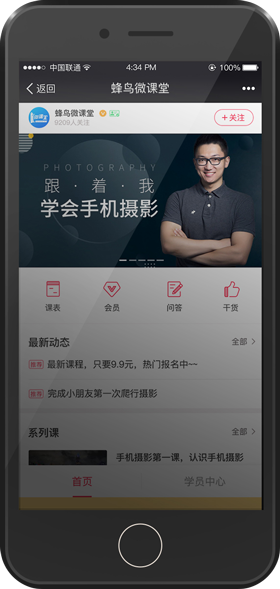 中国联通 4:34 PM 100%
返回 蜂鸟微课堂
蜂鸟微课堂
9209人关注
+关注
PHOTOGRAPHY
跟·着·我
学会手机摄影
课表 会员 问答 干货
最新动态 全部
推荐 最新课程，只要9.9元，热门报名中~~
推荐 完成小朋友第一次爬行摄影
系列课 全部
手机摄影第一课，认识手机摄影
首页 学员中心